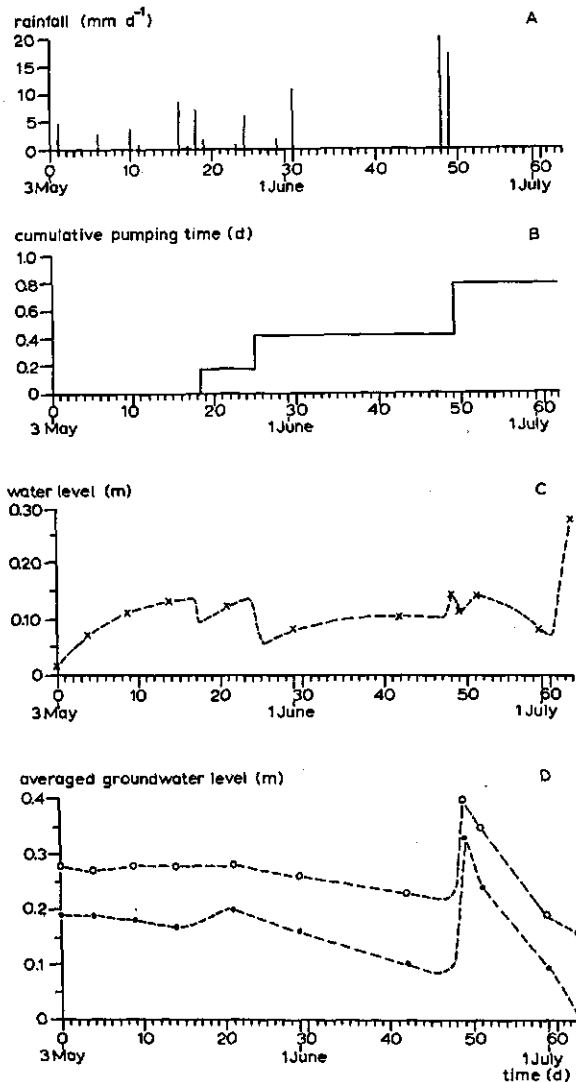 rainfall (mm d⁻¹) A
20
15
10
5
0
0 10 20 30 40 50 60
3 May 1 June 1 July
cumulative pumping time (d) B
1.0
0.8
0.6
0.4
0.2
0
0 10 20 30 40 50 60
3 May 1 June 1 July
water level (m) C
0.30
0.20
0.10
0
0 10 20 30 40 50 60
3 May 1 June 1 July
averaged groundwater level (m) D
0.4
0.3
0.2
0.1
0
0 10 20 30 40 50 60
3 May 1 June 1 July
time (d)